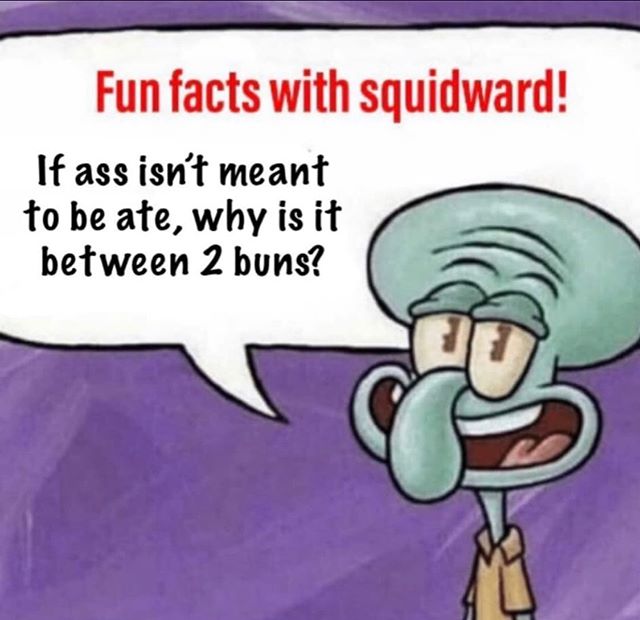 Fun facts with squidward!
If ass isn't meant
to be ate, why is it
between 2 buns?